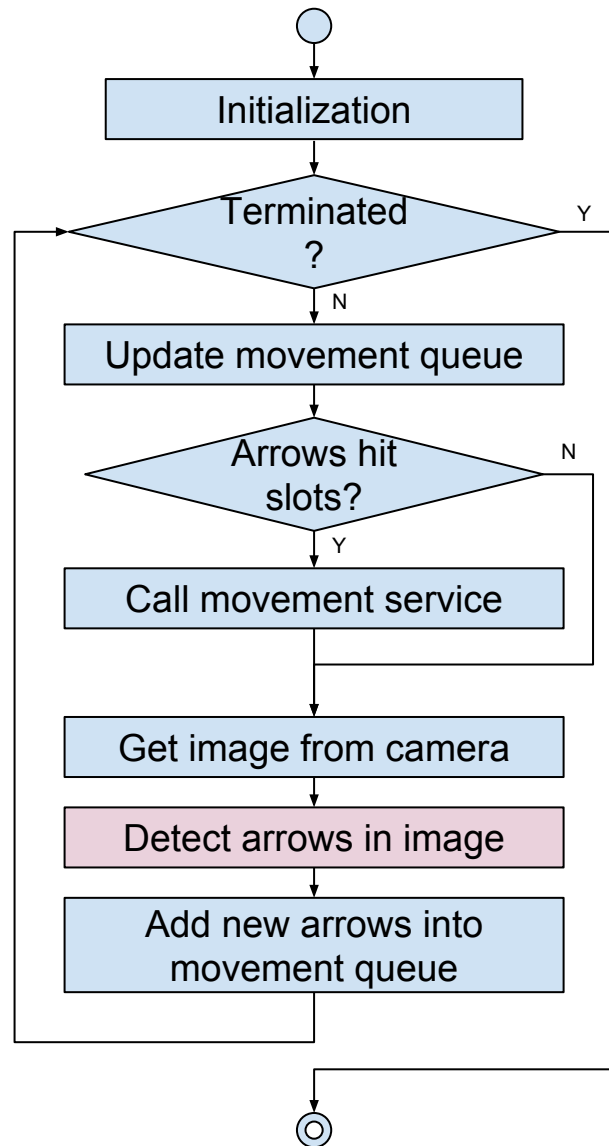 Initialization
Terminated
?
Y
N
Update movement queue
Arrows hit
slots?
N
Y
Call movement service
Get image from camera
Detect arrows in image
Add new arrows into
movement queue